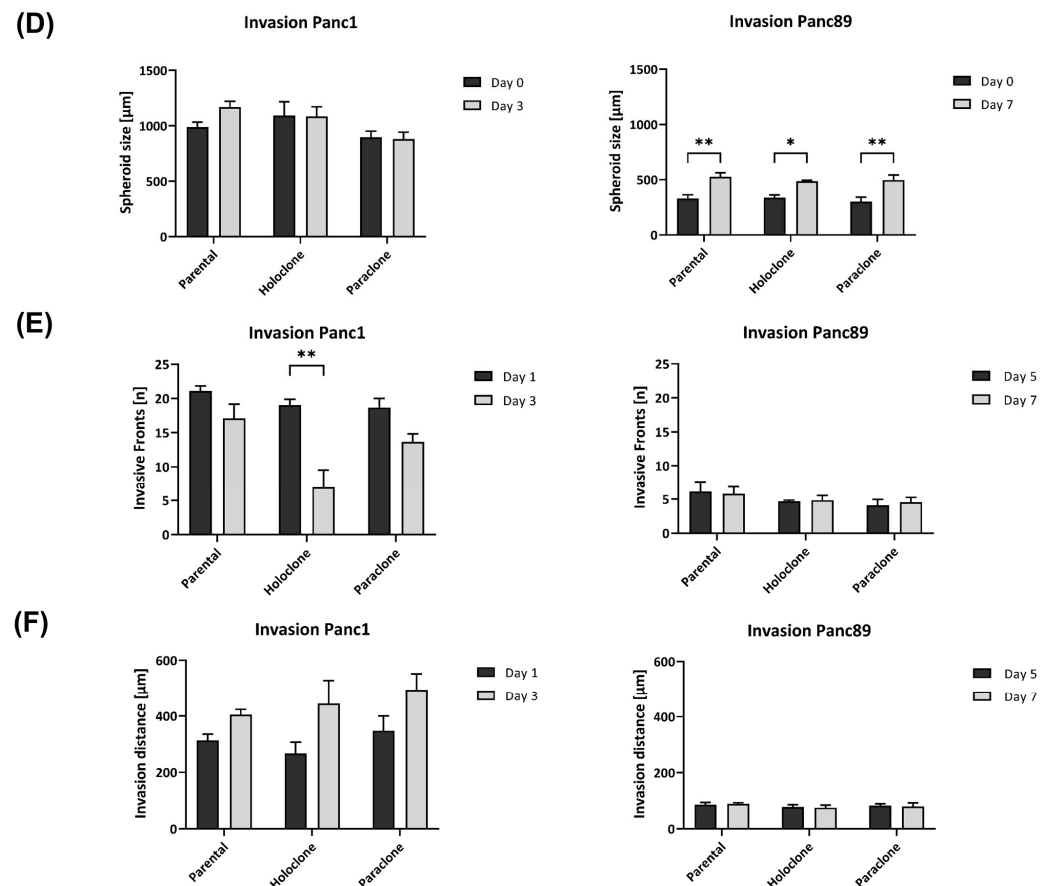 (D)
Invasion Panc1
Spheroid size [µm]
1500
1000
500
0
Parental
Holoclone
Paraclone
Day 0
Day 3
Invasion Panc89
Spheroid size [µm]
1500
1000
500
0
**
*
**
Parental
Holoclone
Paraclone
Day 0
Day 7
(E)
Invasion Panc1
Invasive Fronts [n]
25
20
15
10
5
0
**
Parental
Holoclone
Paraclone
Day 1
Day 3
Invasion Panc89
Invasive Fronts [n]
25
20
15
10
5
0
Parental
Holoclone
Paraclone
Day 5
Day 7
(F)
Invasion Panc1
Invasion distance [µm]
600
400
200
0
Parental
Holoclone
Paraclone
Day 1
Day 3
Invasion Panc89
Invasion distance [µm]
600
400
200
0
Parental
Holoclone
Paraclone
Day 5
Day 7